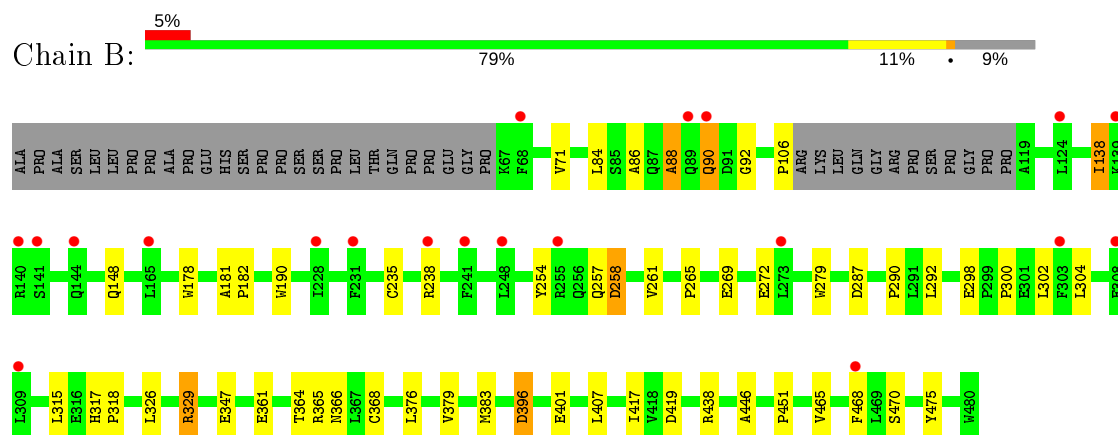 5%
Chain B:
79% 11% • 9%
ALA PRO ALA SER LEU LEU PRO PRO ALA PRO GLU HIS SER PRO PRO SER SER PRO LEU THR GLN PRO PRO GLU GLY PRO K67 F68 V71 L84 S85 A86 Q87 A88 Q89 Q90 D91 G92 P106 ARG LYS LEU GLN GLY ARG PRO SER PRO GLY PRO PRO A119 L124 I138 K139
R140 S141 Q144 Q148 L165 W178 A181 P182 W190 I228 F231 C235 R238 F241 L248 Y254 R255 Q256 Q257 D258 V261 P265 E269 E272 L273 W279 D287 P290 L291 L292 E298 P299 P300 E301 L302 F303 L304
L309 L315 E316 H317 P318 L326 R329 E347 E361 T364 R365 N366 L367 C368 L376 V379 M383 D396 E401 L407 I417 V418 D419 R438 A446 P451 V465 F468 L469 S470 Y475 W480